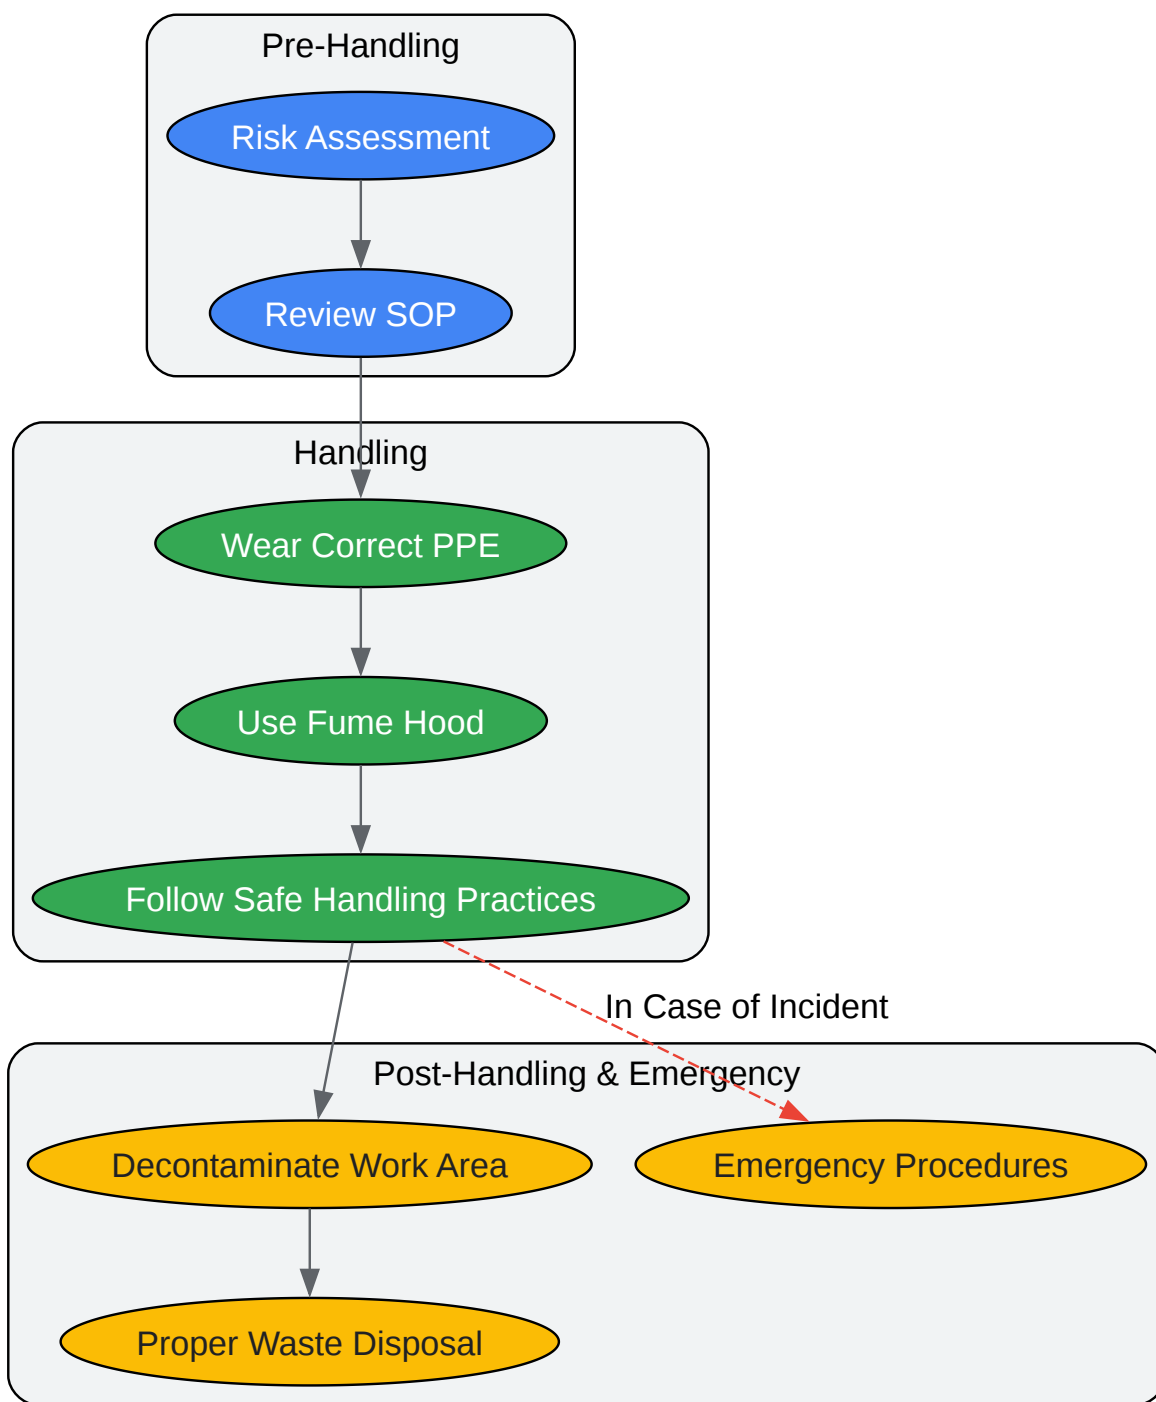 Pre-Handling
Risk Assessment
Review SOP
Handling
Wear Correct PPE
Use Fume Hood
Follow Safe Handling Practices
In Case of Incident
Post-Handling & Emergency
Decontaminate Work Area
Emergency Procedures
Proper Waste Disposal